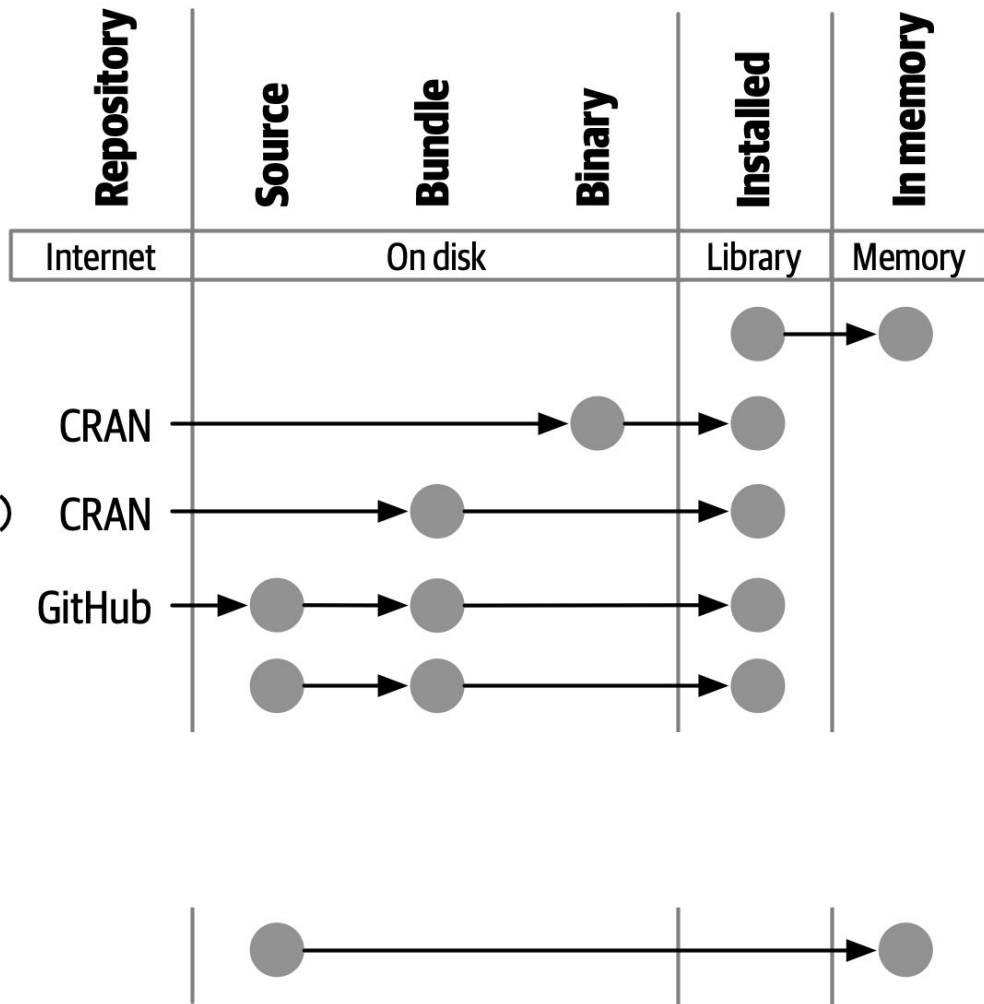 Repository
Source
Bundle
Binary
Installed
In memory
Internet
On disk
Library
Memory
CRAN
)
CRAN
GitHub